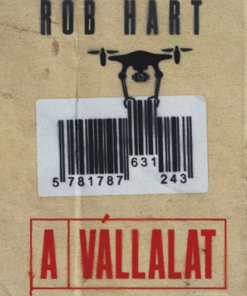 ROB HART
631
5 781787 243
A VÁLLALAT